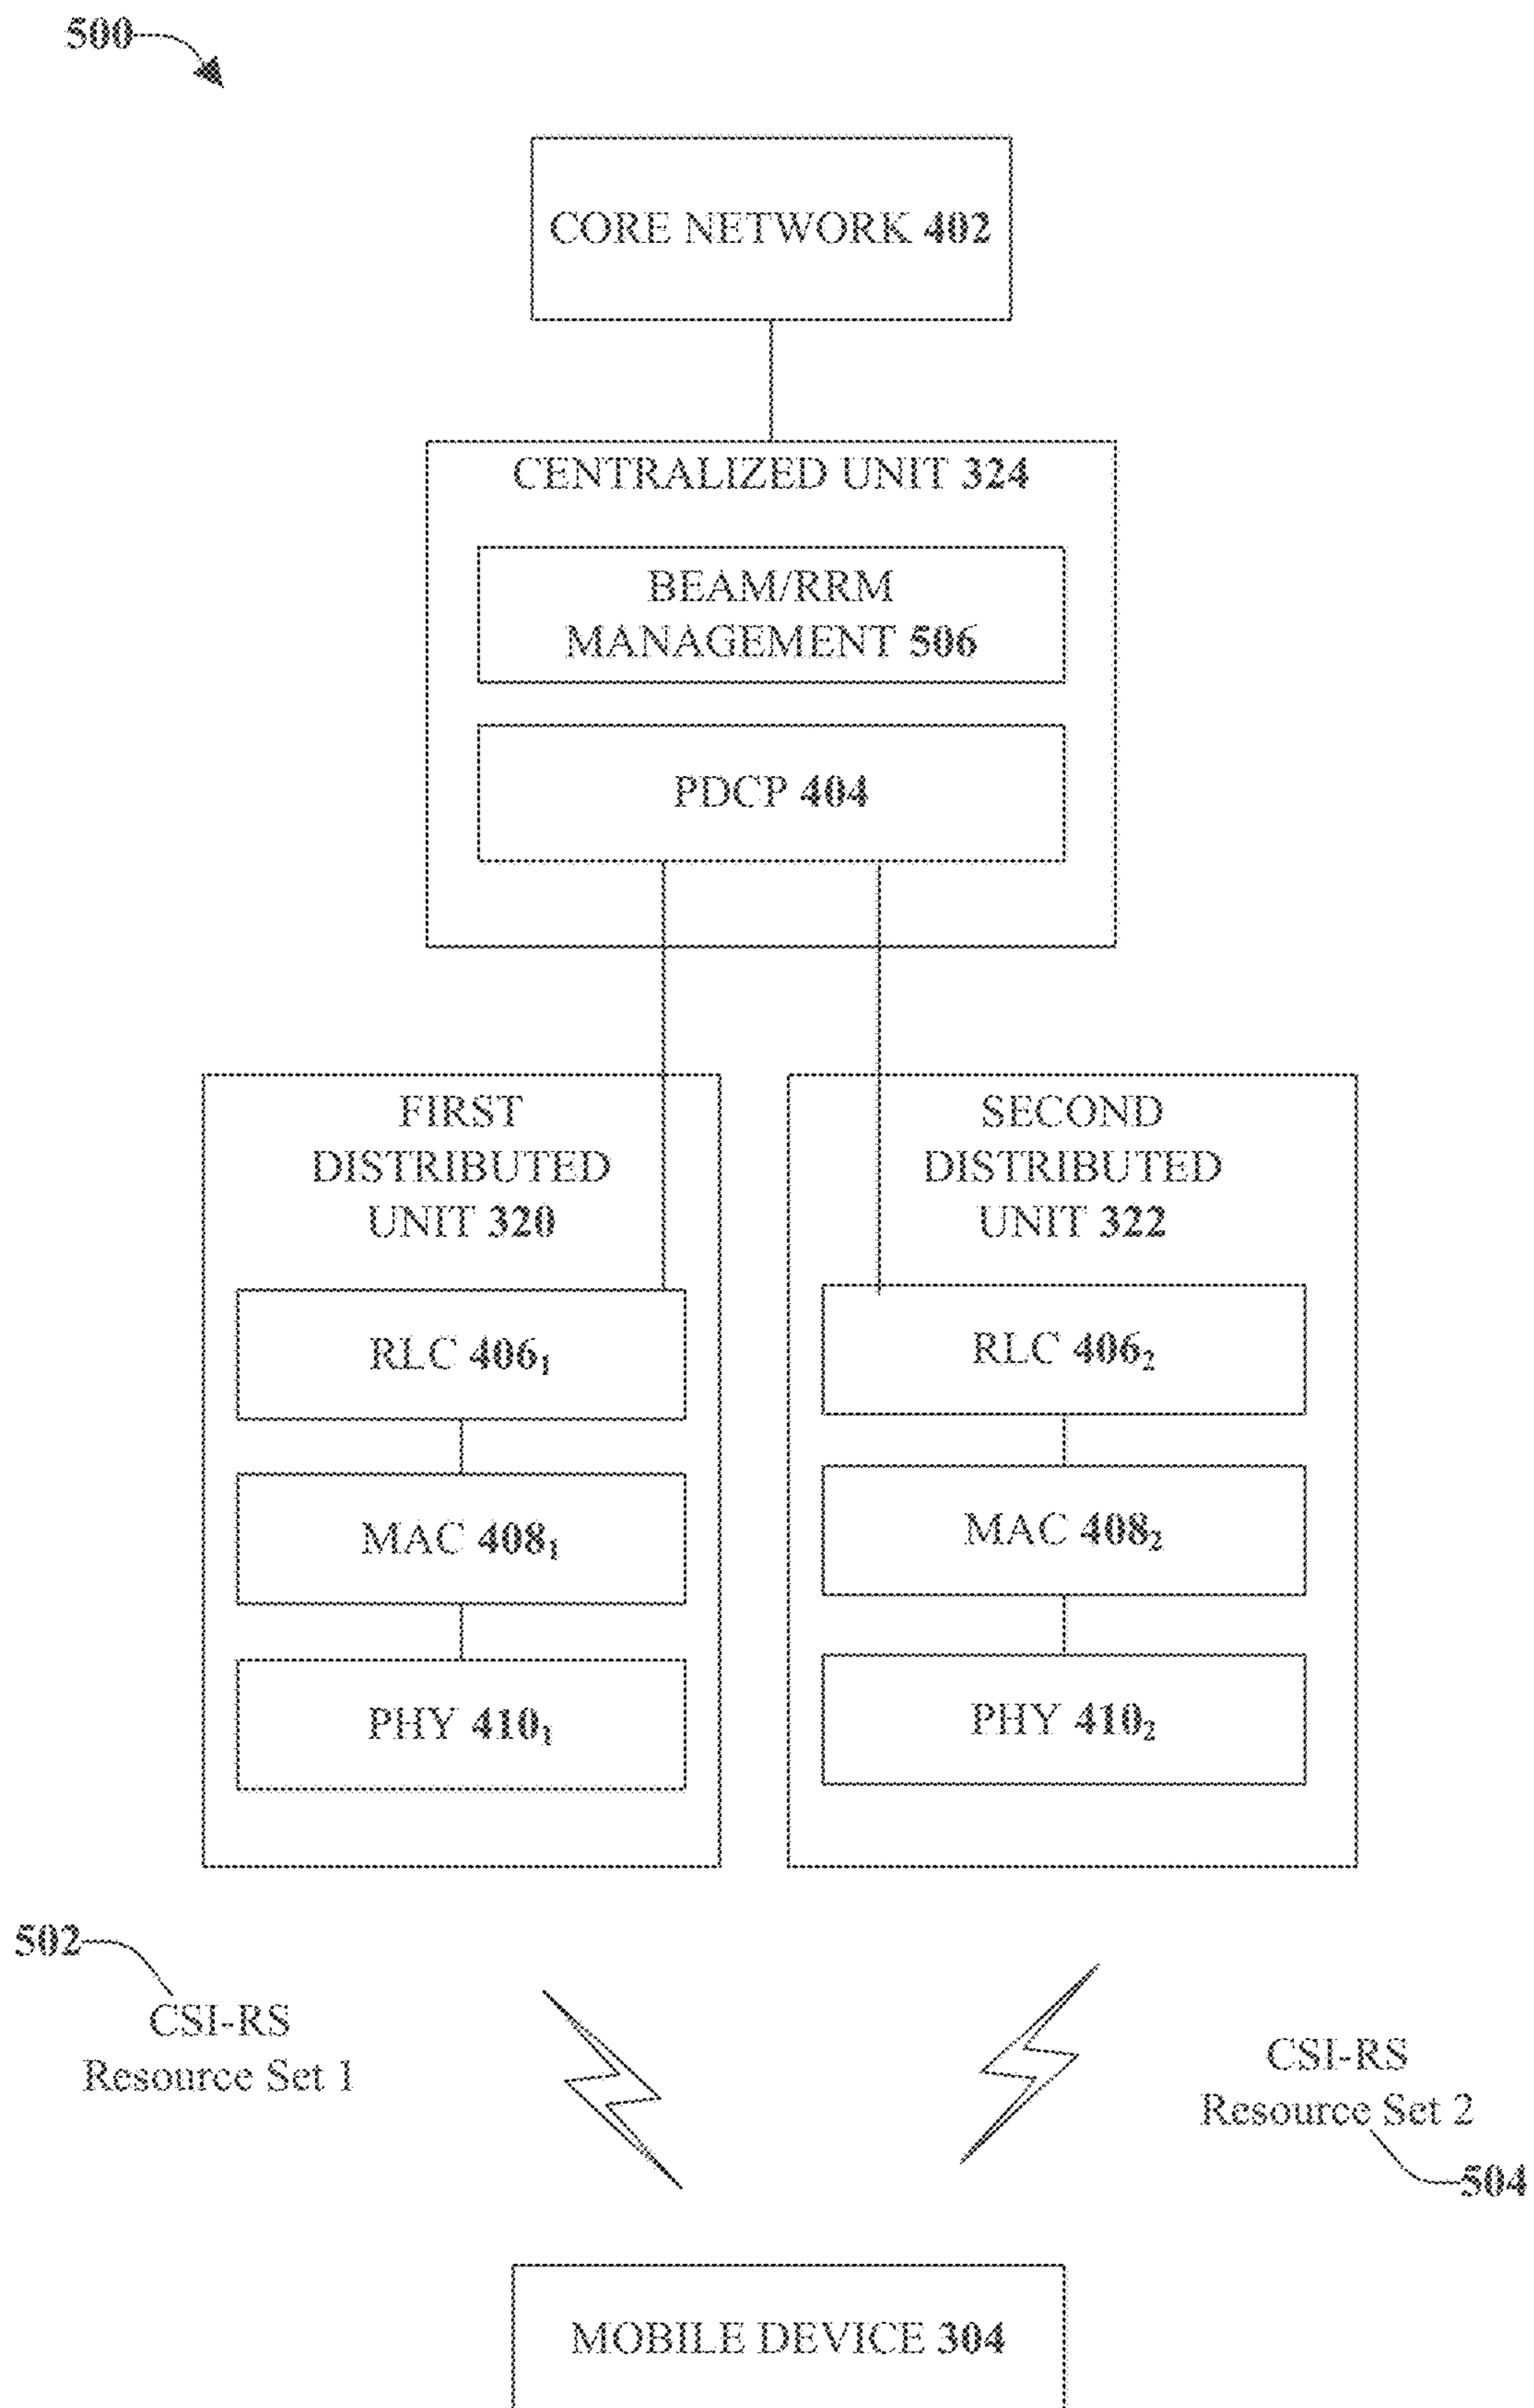 500
CORE NETWORK 402
CENTRALIZED UNIT 324
BEAM/RRM
MANAGEMENT 506
PDCP 404
FIRST
DISTRIBUTED
UNIT 320
RLC 406₁
MAC 408₁
PHY 410₁
SECOND
DISTRIBUTED
UNIT 322
RLC 406₂
MAC 408₂
PHY 410₂
502
CSI-RS
Resource Set 1
CSI-RS
Resource Set 2
504
MOBILE DEVICE 304